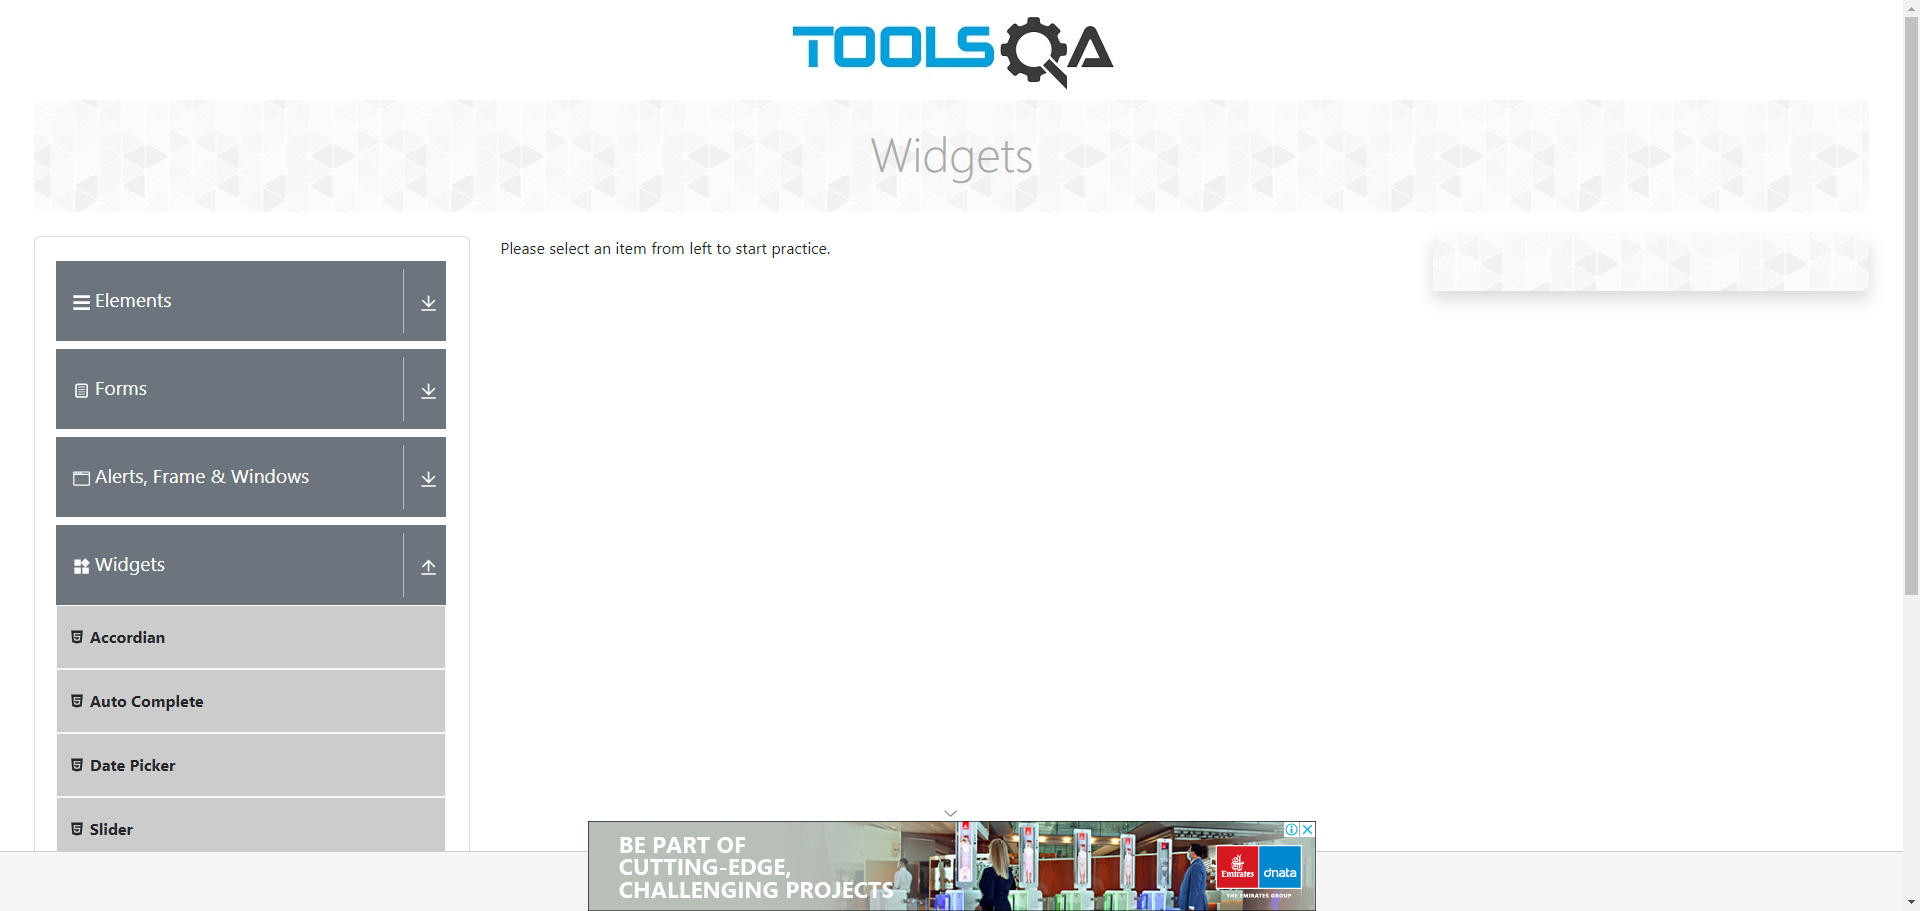 TOOLSQA
Widgets
Please select an item from left to start practice.
Elements
Forms
Alerts, Frame & Windows
Widgets
Accordian
Auto Complete
Date Picker
Slider
BE PART OF
CUTTING-EDGE,
CHALLENGING PROJECTS
Emirates
dnata
THE EMIRATES GROUP